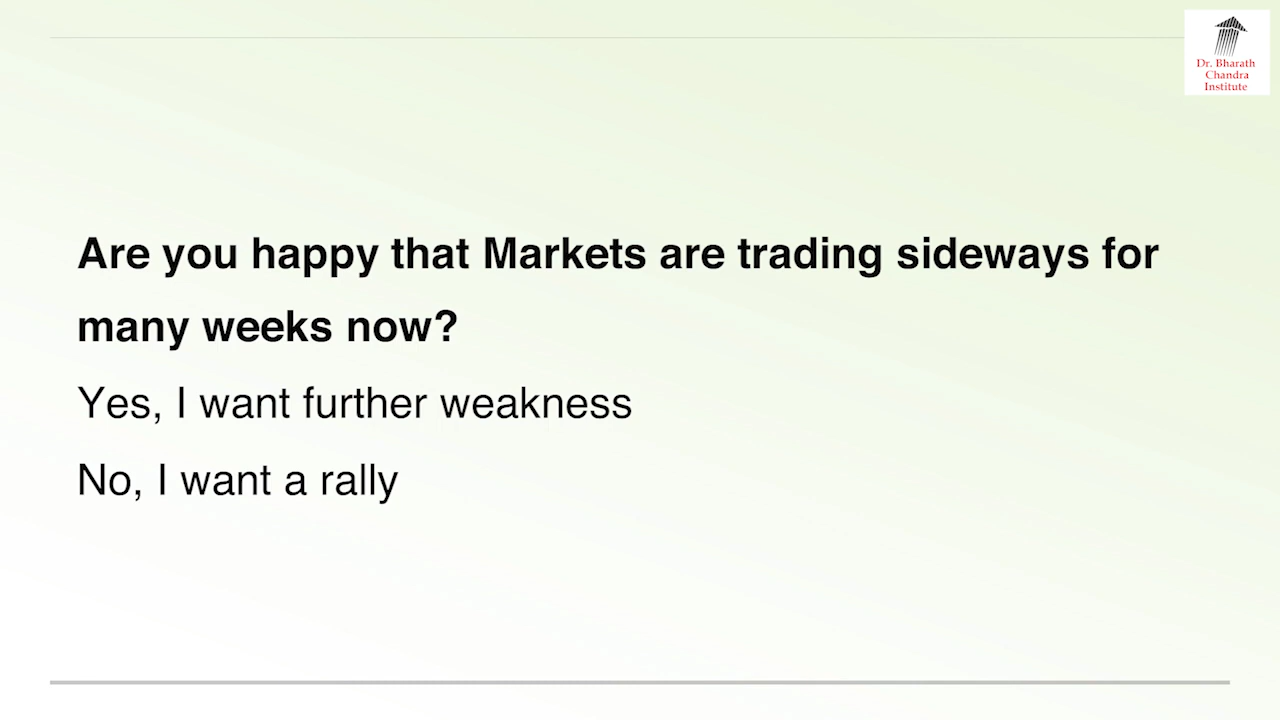 Dr. Bharath
Chandra
Institute
Are you happy that Markets are trading sideways for
many weeks now?
Yes, I want further weakness
No, I want a rally